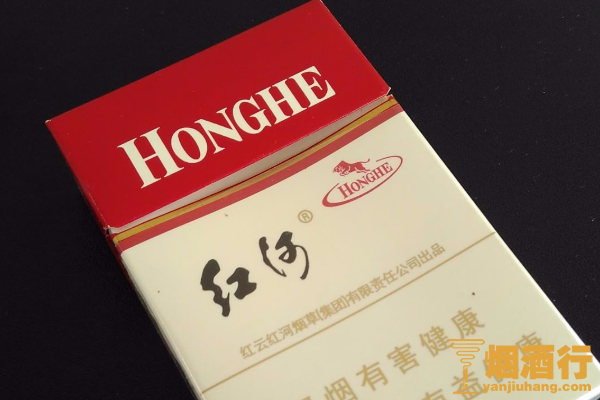 HONGHE
HONGHE
红河®
红云红河烟草(集团)有限责任公司出品
烟有害健康
烟酒行
yanjiuhang.com